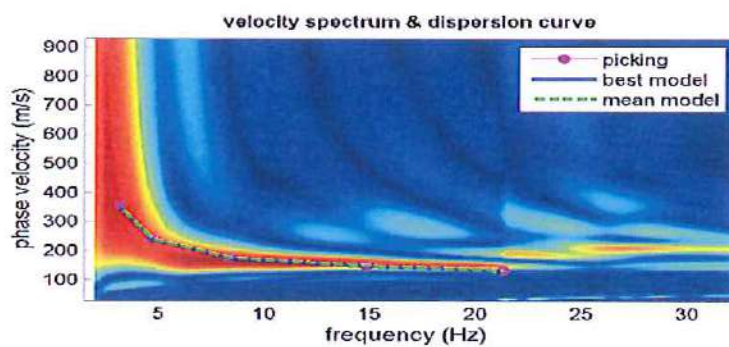 velocity spectrum & dispersion curve
900
800
700
600
500
400
300
200
100
phase velocity (m/s)
picking
best model
mean model
5
10
15
20
25
30
frequency (Hz)